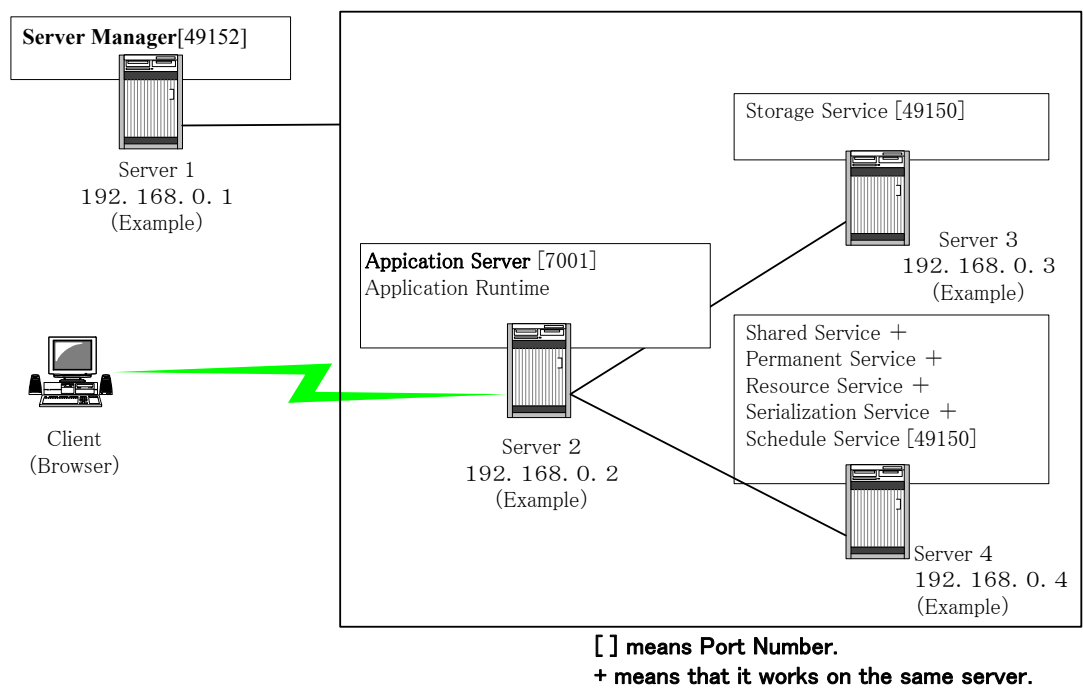 Server Manager[49152]
Server 1
192. 168. 0. 1
(Example)
Client
(Browser)
Appication Server [7001]
Application Runtime
Server 2
192. 168. 0. 2
(Example)
Storage Service [49150]
Server 3
192. 168. 0. 3
(Example)
Shared Service +
Permanent Service +
Resource Service +
Serialization Service +
Schedule Service [49150]
Server 4
192. 168. 0. 4
(Example)
[ ] means Port Number.
+ means that it works on the same server.